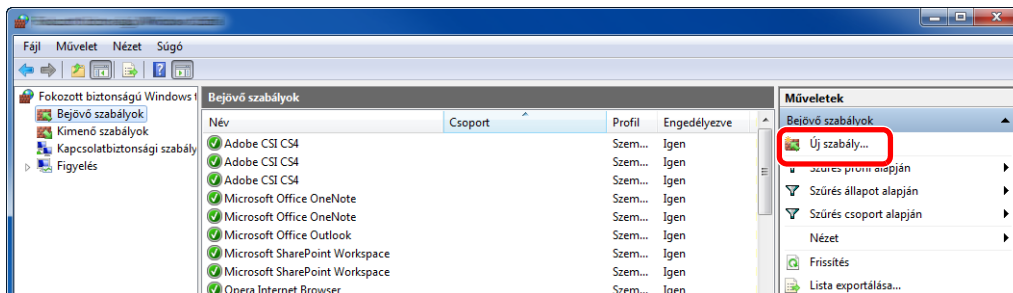 Fájl Művelet Nézet Súgó
Fokozott biztonságú Windows t
Bejövő szabályok
Kimenő szabályok
Kapcsolatbiztonsági szabály
Figyelés
Bejövő szabályok
Név Csoport Profil Engedélyezve
Adobe CSI CS4 Szem... Igen
Adobe CSI CS4 Szem... Igen
Adobe CSI CS4 Szem... Igen
Microsoft Office OneNote Szem... Igen
Microsoft Office OneNote Szem... Igen
Microsoft Office Outlook Szem... Igen
Microsoft SharePoint Workspace Szem... Igen
Microsoft SharePoint Workspace Szem... Igen
Opera Internet Browser Szem... Igen
Műveletek
Bejövő szabályok
Új szabály...
Szűrés profil alapján
Szűrés állapot alapján
Szűrés csoport alapján
Nézet
Frissítés
Lista exportálása...